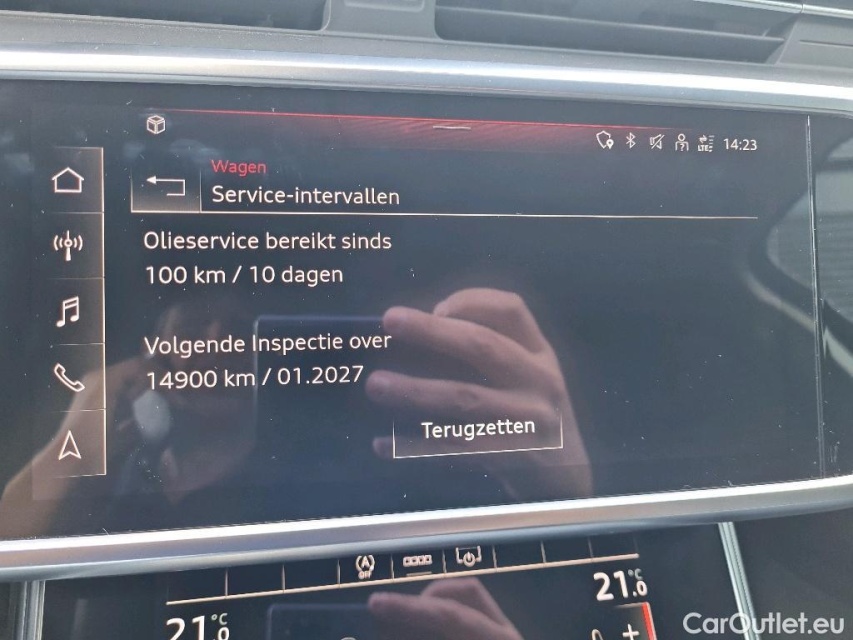 14:23
Wagen
Service-intervallen
Olieservice bereikt sinds
100 km / 10 dagen
Volgende Inspectie over
14900 km / 01.2027
Terugzetten
OFF
21.0 °C
21.0 °C
CarOutlet.eu